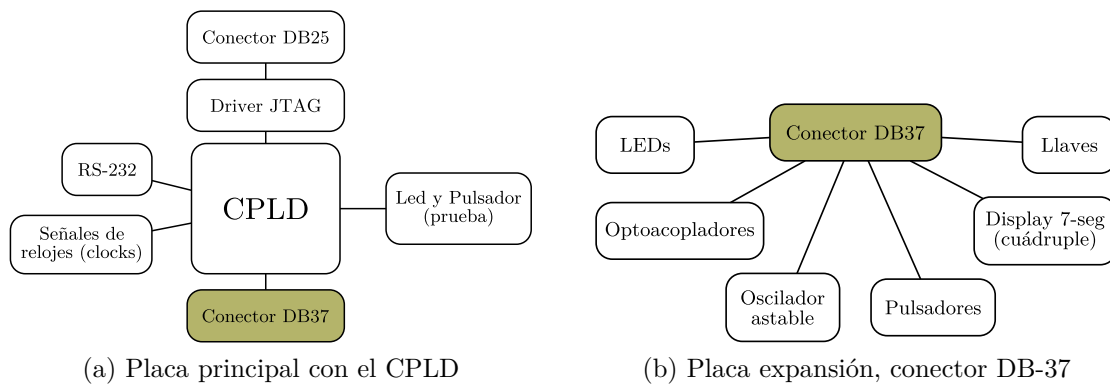 Conector DB25
Driver JTAG
RS-232
CPLD
Led y Pulsador
(prueba)
Señales de
relojes (clocks)
Conector DB37
(a) Placa principal con el CPLD
Conector DB37
LEDs
Llaves
Optoacopladores
Display 7-seg
(cuádruple)
Oscilador
astable
Pulsadores
(b) Placa expansión, conector DB-37